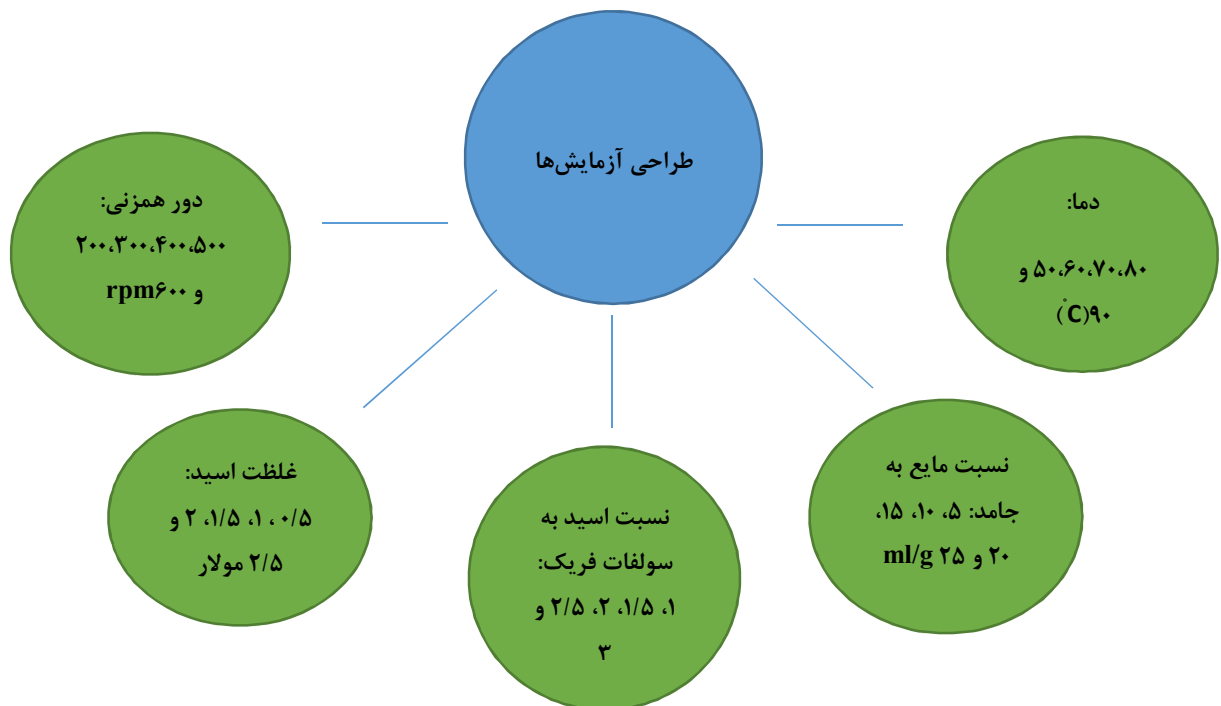 طراحی آزمایش‌ها
دما:
۵۰،۶۰،۷۰،۸۰ و
۹۰(C̊)
نسبت مایع به
جامد: ۵، ۱۰، ۱۵،
۲۰ و ۲۵ ml/g
نسبت اسید به
سولفات فریک:
۱، ۱/۵، ۲، ۲/۵ و
۳
غلظت اسید:
۰/۵، ۱، ۱/۵، ۲ و
۲/۵ مولار
دور همزنی:
۲۰۰،۳۰۰،۴۰۰،۵۰۰
و ۶۰۰rpm